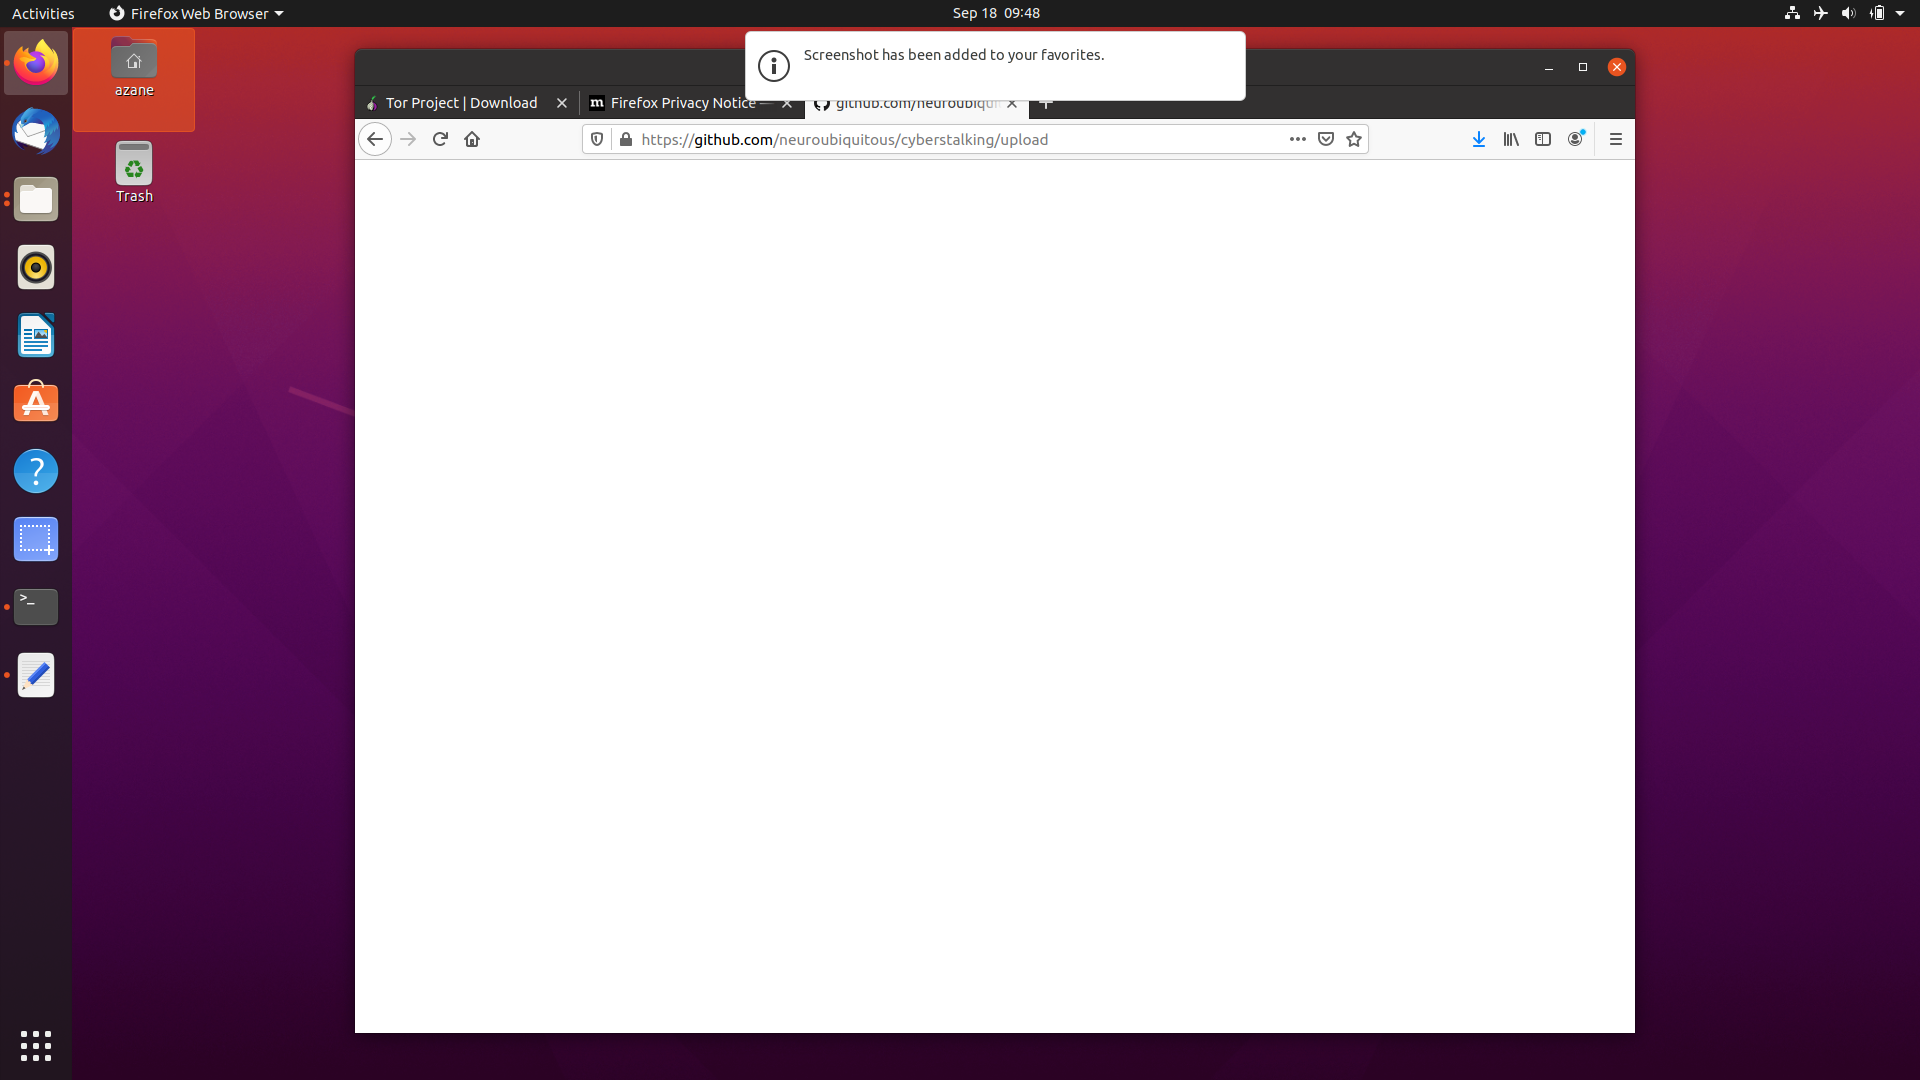 Activities
Firefox Web Browser
Sep 18 09:48
Screenshot has been added to your favorites.
azane
Trash
Tor Project | Download
Firefox Privacy Notice —
github.com/neuroubiqui
https://github.com/neuroubiquitous/cyberstalking/upload